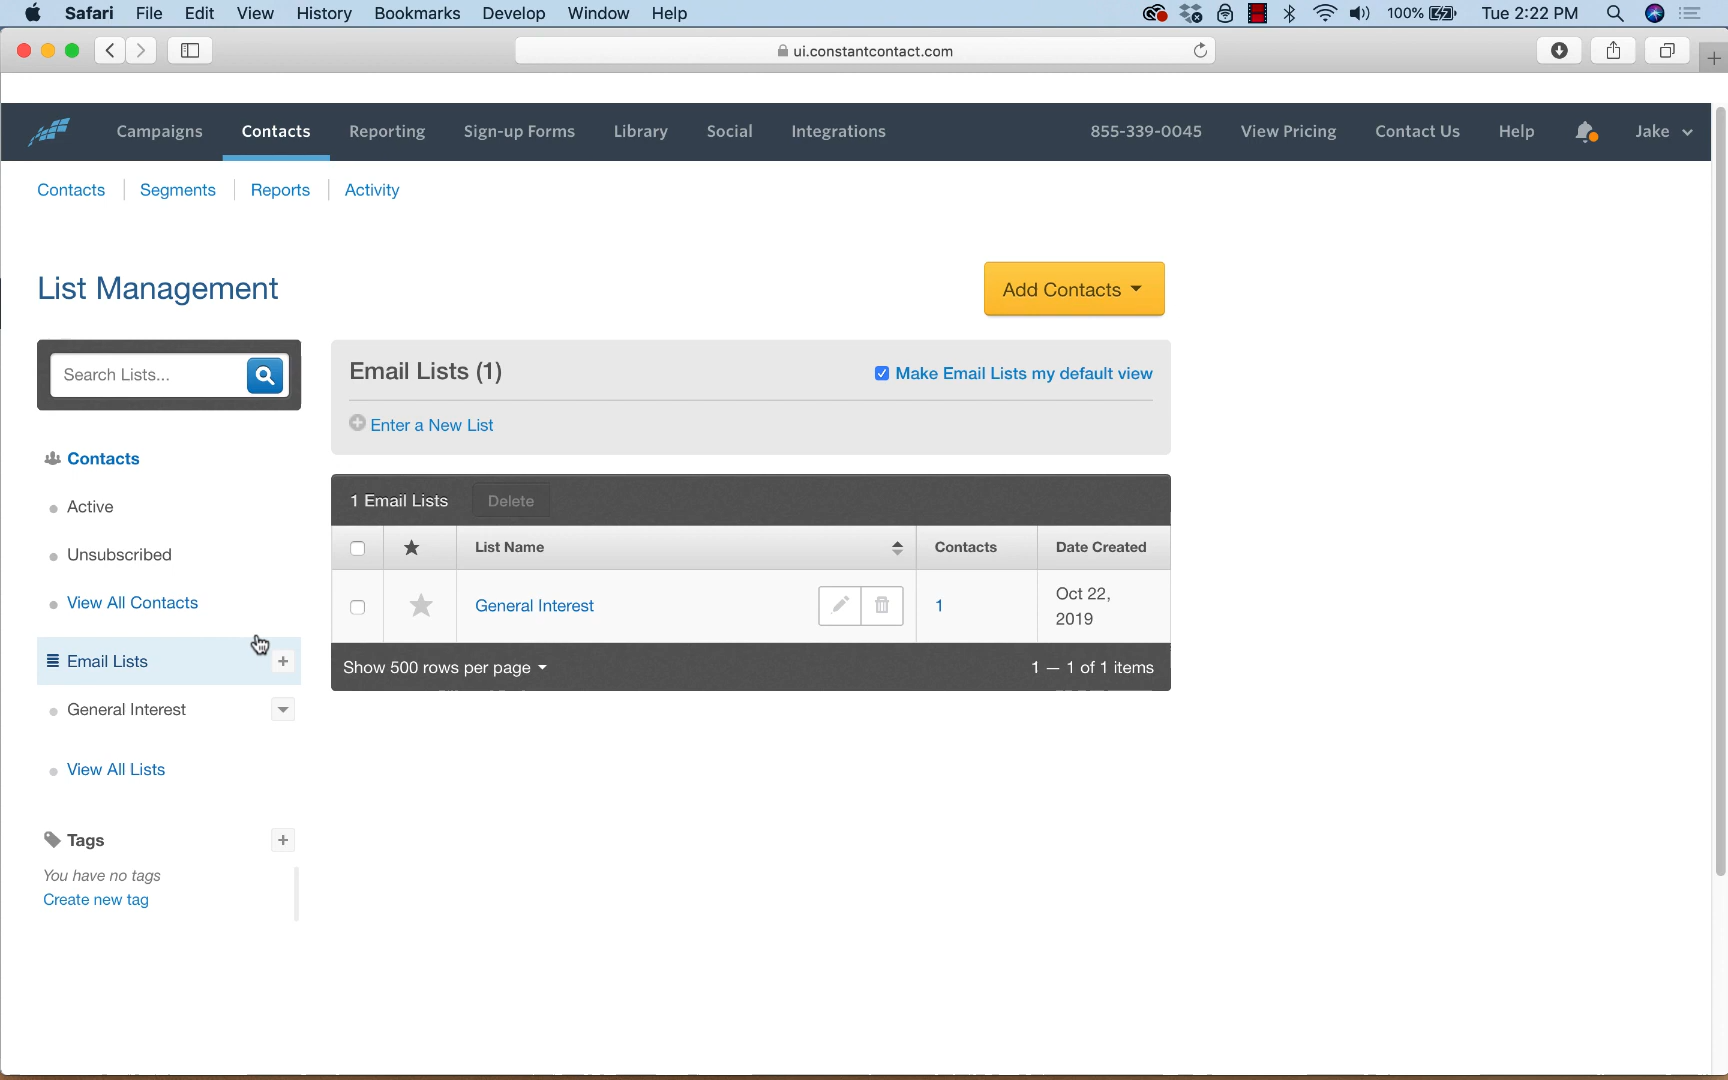 Safari File Edit View History Bookmarks Develop Window Help 100% Tue 2:22 PM
ui.constantcontact.com
Campaigns Contacts Reporting Sign-up Forms Library Social Integrations 855-339-0045 View Pricing Contact Us Help Jake
Contacts Segments Reports Activity
List Management
Add Contacts
Search Lists...
Email Lists (1)
Make Email Lists my default view
Enter a New List
Contacts
Active
Unsubscribed
View All Contacts
Email Lists
General Interest
View All Lists
Tags
You have no tags
Create new tag
1 Email Lists Delete
List Name Contacts Date Created
General Interest 1 Oct 22,
2019
Show 500 rows per page 1 — 1 of 1 items